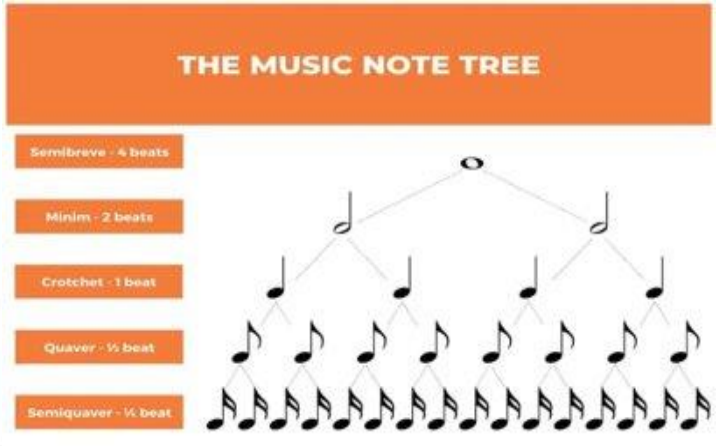 THE MUSIC NOTE TREE
Semibreve - 4 beats
Minim - 2 beats
Crotchet - 1 beat
Quaver - ½ beat
Semiquaver - ¼ beat